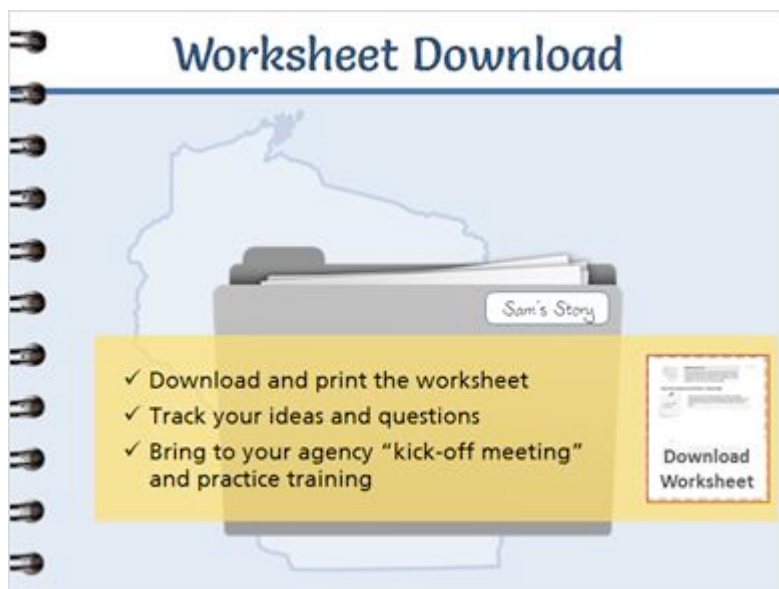 Worksheet Download
Sam's Story
✓ Download and print the worksheet
✓ Track your ideas and questions
✓ Bring to your agency “kick-off meeting”
and practice training
Download
Worksheet